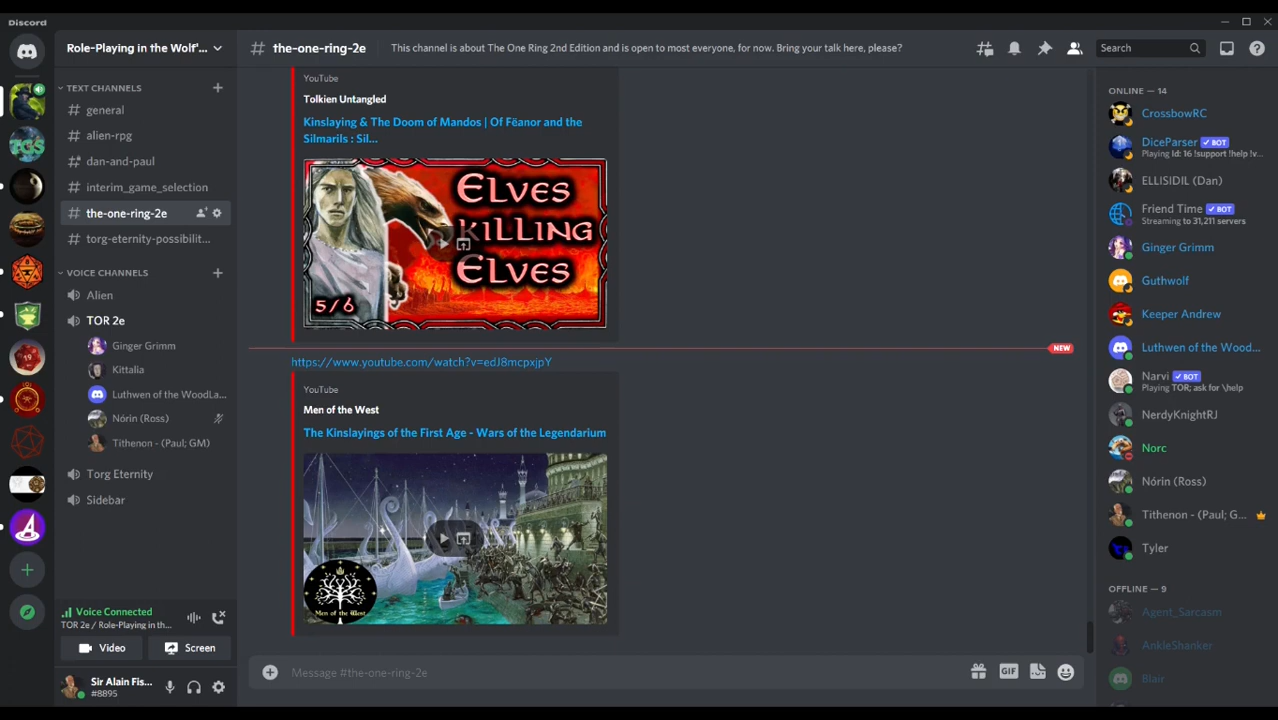 Discord
Role-Playing in the Wolf'...
# the-one-ring-2e
This channel is about The One Ring 2nd Edition and is open to most everyone, for now. Bring your talk here, please?
Search
TEXT CHANNELS
# general
# alien-rpg
# dan-and-paul
# interim_game_selection
# the-one-ring-2e
# torg-eternity-possibilit...
VOICE CHANNELS
Alien
TOR 2e
Ginger Grimm
Kittalia
Luthwen of the WoodLa...
Nórin (Ross)
Tithenon - (Paul; GM)
Torg Eternity
Sidebar
Voice Connected
TOR 2e / Role-Playing in th...
Video
Screen
Sir Alain Fis...
#8895
YouTube
Tolkien Untangled
Kinslaying & The Doom of Mandos | Of Fëanor and the
Silmarils : Sil...
ELVES
KILLING
ELVES
5/6
NEW
https://www.youtube.com/watch?v=edJ8mcpxjpY
YouTube
Men of the West
The Kinslayings of the First Age - Wars of the Legendarium
Men of the West
Message #the-one-ring-2e
GIF
ONLINE — 14
CrossbowRC
DiceParser ✓ BOT
Playing Id: 16 !support !help !v...
ELLISIDIL (Dan)
Friend Time ✓ BOT
Streaming to 31,211 servers
Ginger Grimm
Guthwolf
Keeper Andrew
Luthwen of the Wood...
Narvi ✓ BOT
Playing TOR; ask for \help
NerdyKnightRJ
Norc
Nórin (Ross)
Tithenon - (Paul; G...
Tyler
OFFLINE — 9
Agent_Sarcasm
AnkleShanker
Blair